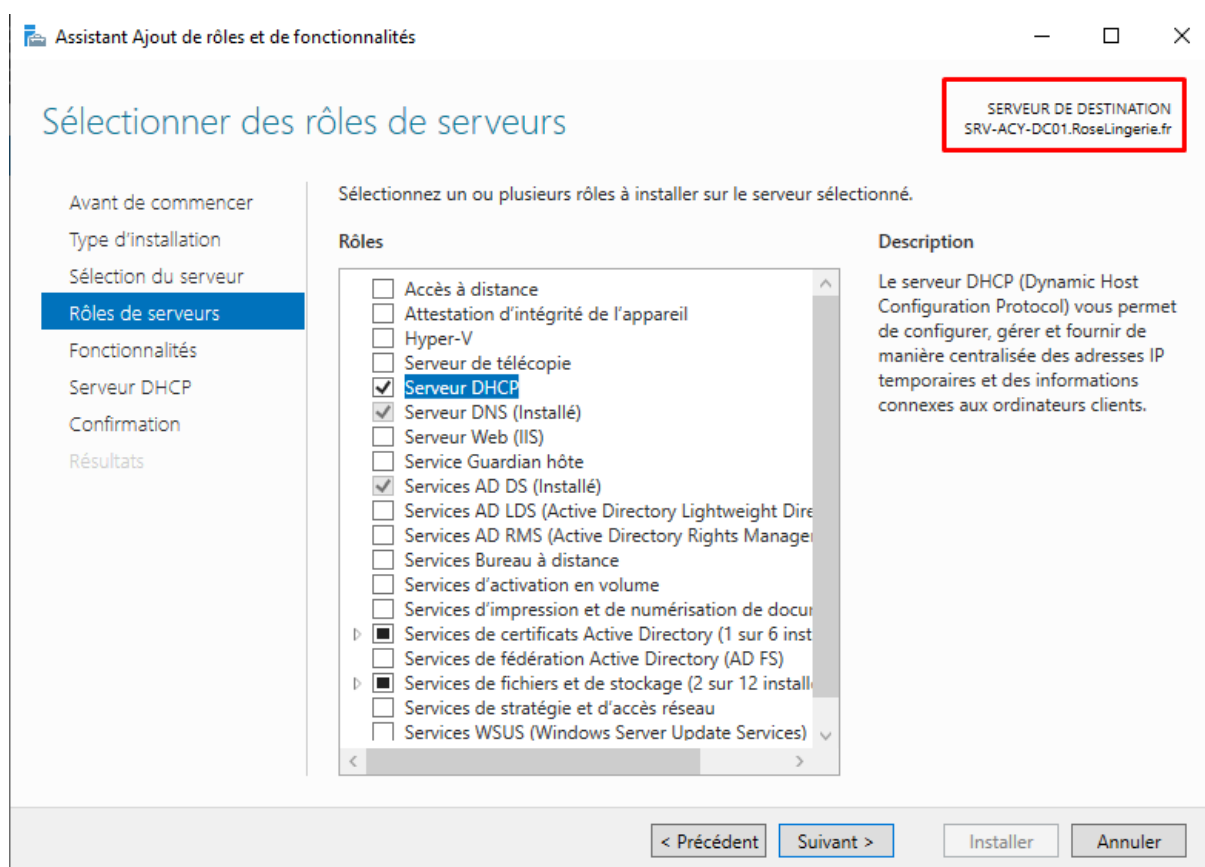 Assistant Ajout de rôles et de fonctionnalités
Sélectionner des rôles de serveurs
SERVEUR DE DESTINATION
SRV-ACY-DC01.RoseLingerie.fr
Avant de commencer
Type d'installation
Sélection du serveur
Rôles de serveurs
Fonctionnalités
Serveur DHCP
Confirmation
Résultats
Sélectionnez un ou plusieurs rôles à installer sur le serveur sélectionné.
Rôles
Accès à distance
Attestation d'intégrité de l'appareil
Hyper-V
Serveur de télécopie
Serveur DHCP
Serveur DNS (Installé)
Serveur Web (IIS)
Service Guardian hôte
Services AD DS (Installé)
Services AD LDS (Active Directory Lightweight Dire
Services AD RMS (Active Directory Rights Manage
Services Bureau à distance
Services d'activation en volume
Services d'impression et de numérisation de docu
Services de certificats Active Directory (1 sur 6 inst
Services de fédération Active Directory (AD FS)
Services de fichiers et de stockage (2 sur 12 install
Services de stratégie et d'accès réseau
Services WSUS (Windows Server Update Services)
Description
Le serveur DHCP (Dynamic Host
Configuration Protocol) vous permet
de configurer, gérer et fournir de
manière centralisée des adresses IP
temporaires et des informations
connexes aux ordinateurs clients.
< Précédent
Suivant >
Installer
Annuler